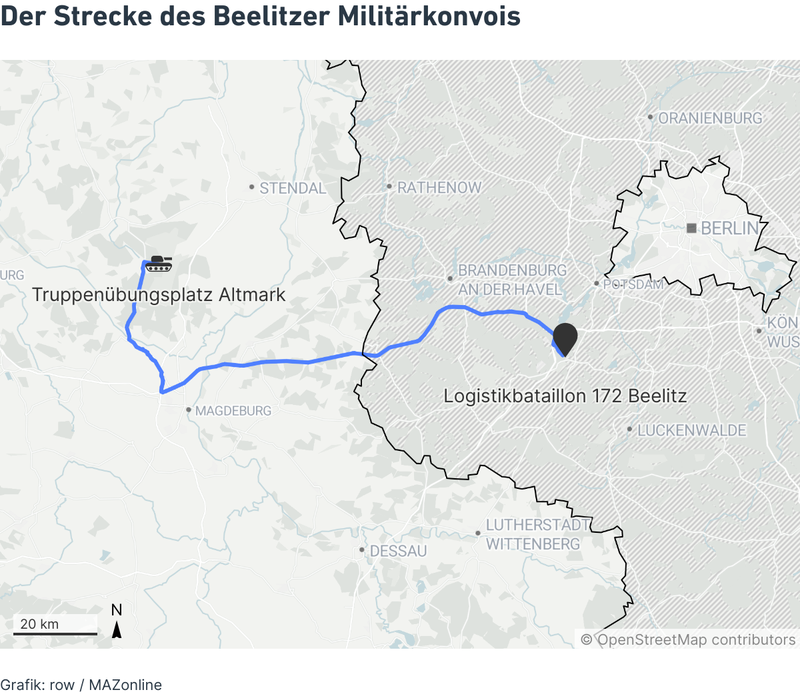 Der Strecke des Beelitzer Militärkonvois
ORANIENBURG
STENDAL
RATHENOW
BERLIN
BRANDENBURG
AN DER HAVEL
POTSDAM
URG
Truppenübungsplatz Altmark
KÖN
WUS
Logistikbataillon 172 Beelitz
MAGDEBURG
LUCKENWALDE
LUTHERSTADT
WITTENBERG
DESSAU
20 km
N
© OpenStreetMap contributors
Grafik: row / MAZonline